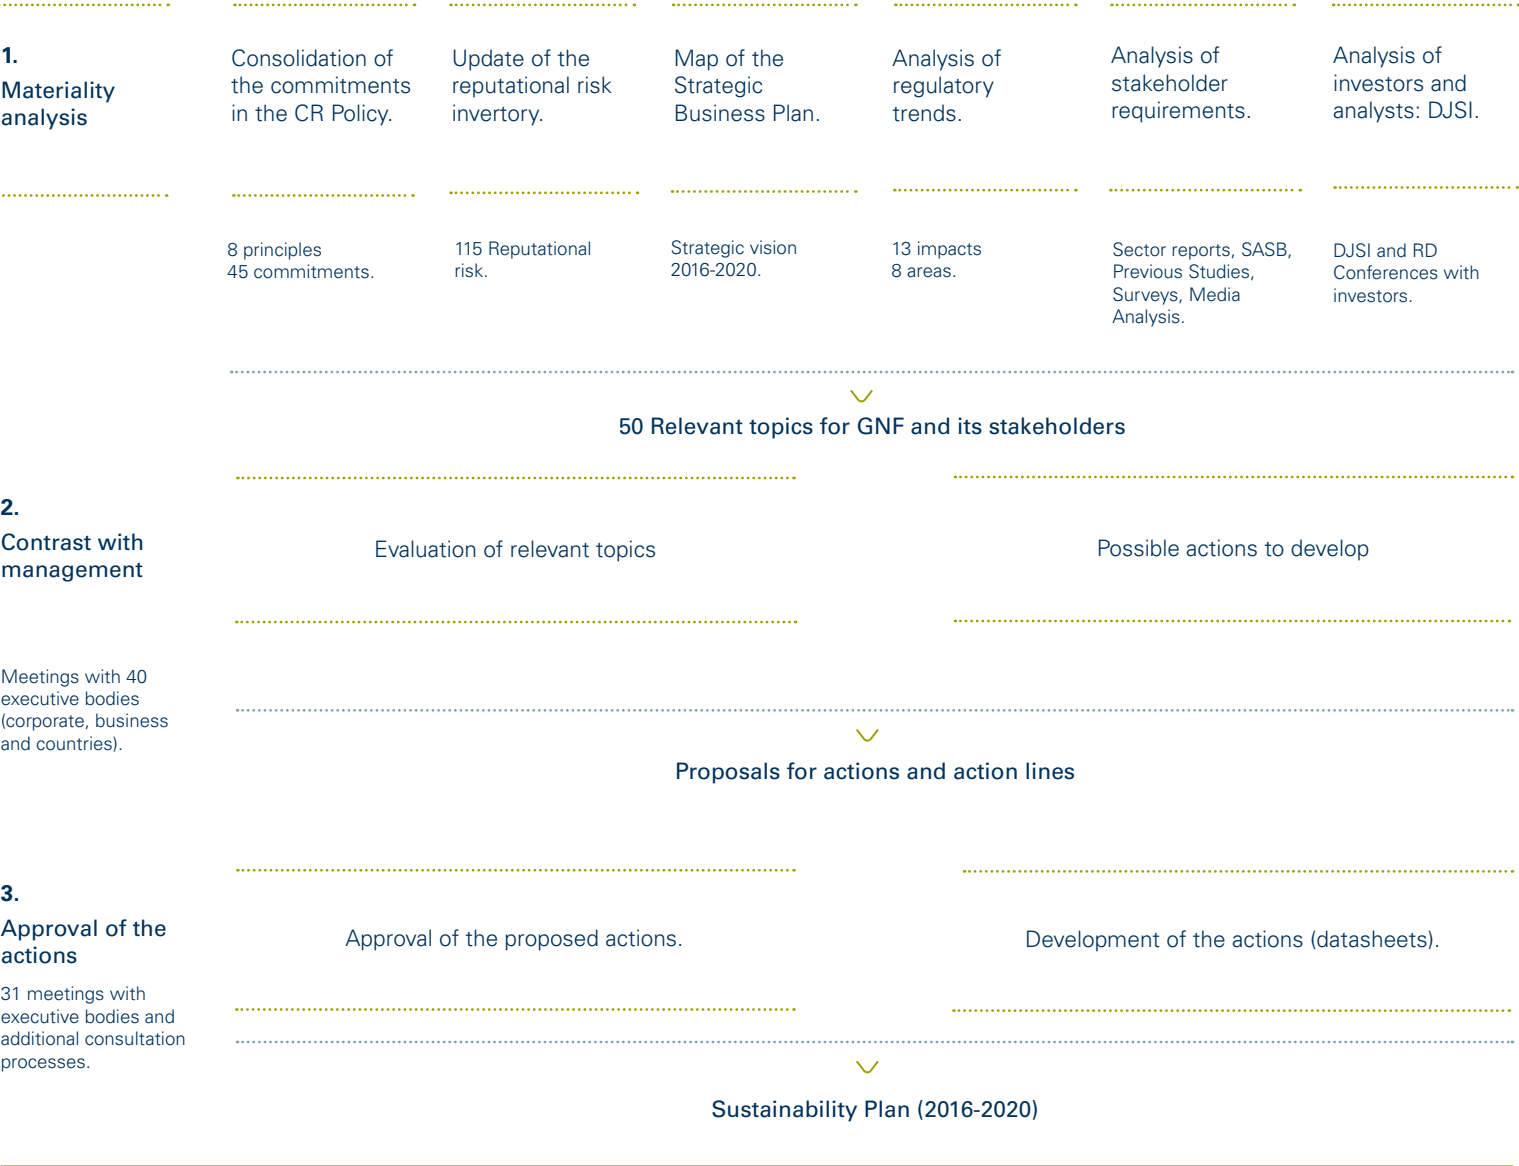 1.
Materiality
analysis
Consolidation of
the commitments
in the CR Policy.
Update of the
reputational risk
invertory.
Map of the
Strategic
Business Plan.
Analysis of
regulatory
trends.
Analysis of
stakeholder
requirements.
Analysis of
investors and
analysts: DJSI.
8 principles
45 commitments.
115 Reputational
risk.
Strategic vision
2016-2020.
13 impacts
8 areas.
Sector reports, SASB,
Previous Studies,
Surveys, Media
Analysis.
DJSI and RD
Conferences with
investors.
50 Relevant topics for GNF and its stakeholders
2.
Contrast with
management
Evaluation of relevant topics
Possible actions to develop
Meetings with 40
executive bodies
(corporate, business
and countries).
Proposals for actions and action lines
3.
Approval of the
actions
Approval of the proposed actions.
Development of the actions (datasheets).
31 meetings with
executive bodies and
additional consultation
processes.
Sustainability Plan (2016-2020)